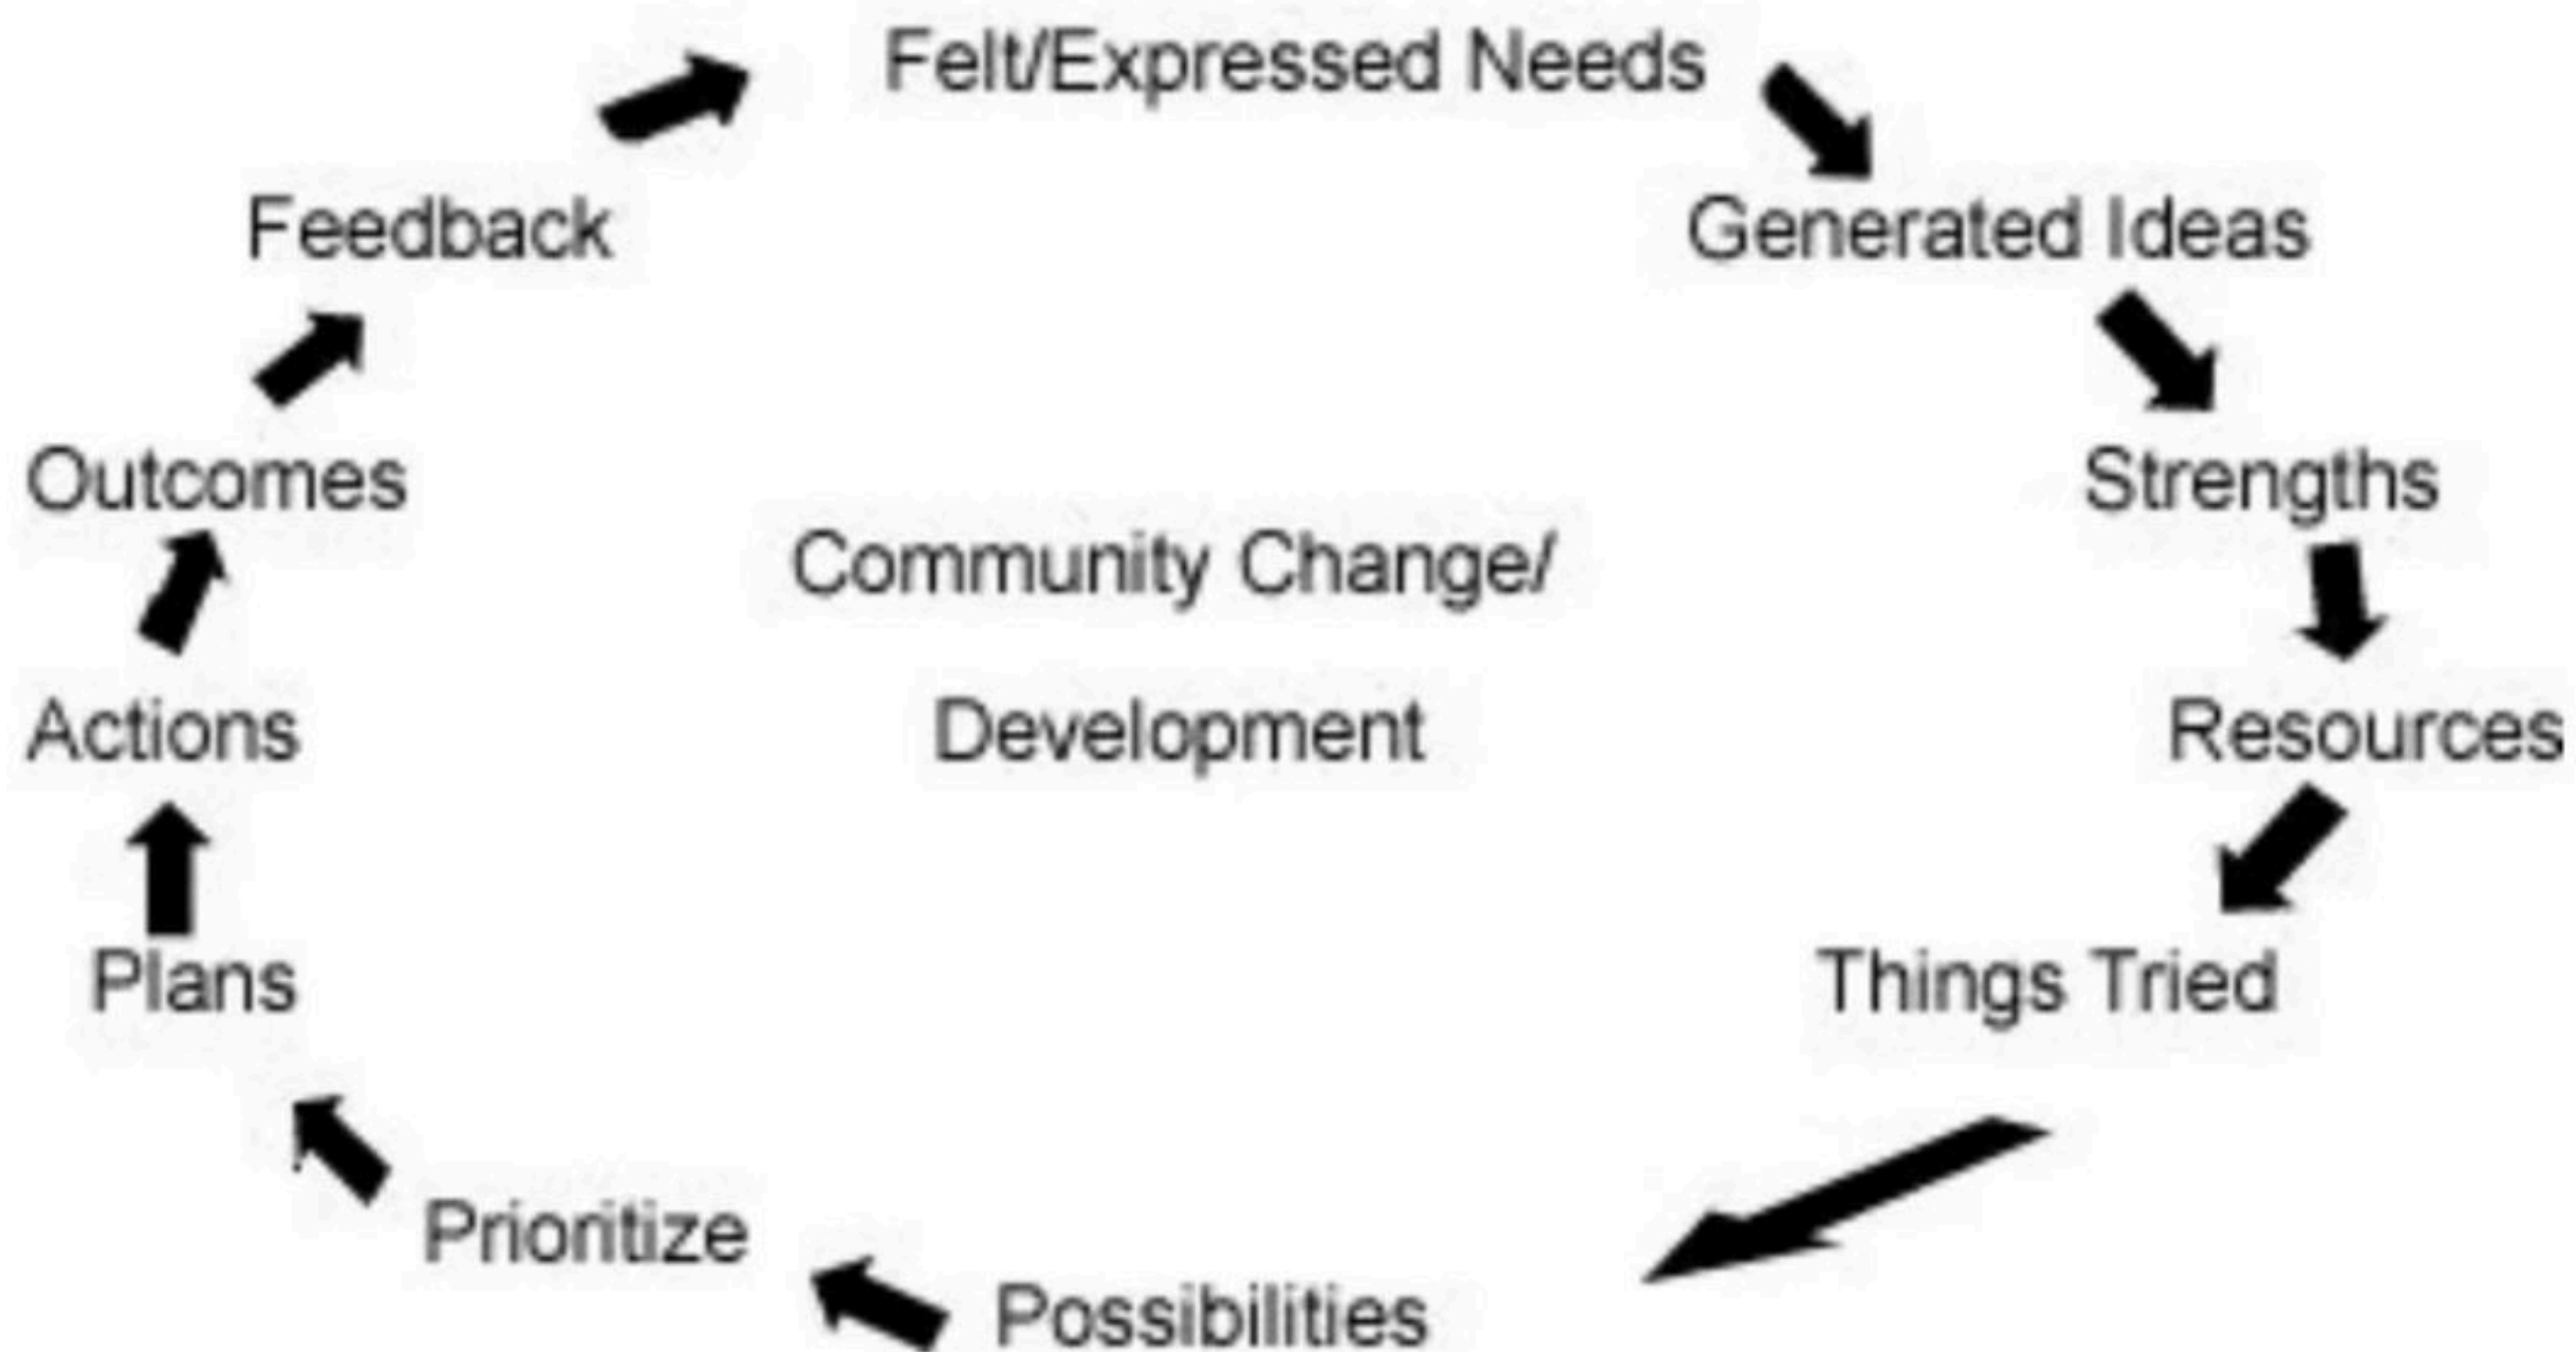 Felt/Expressed Needs
Generated Ideas
Strengths
Resources
Things Tried
Possibilities
Prioritize
Plans
Actions
Outcomes
Feedback
Community Change/
Development